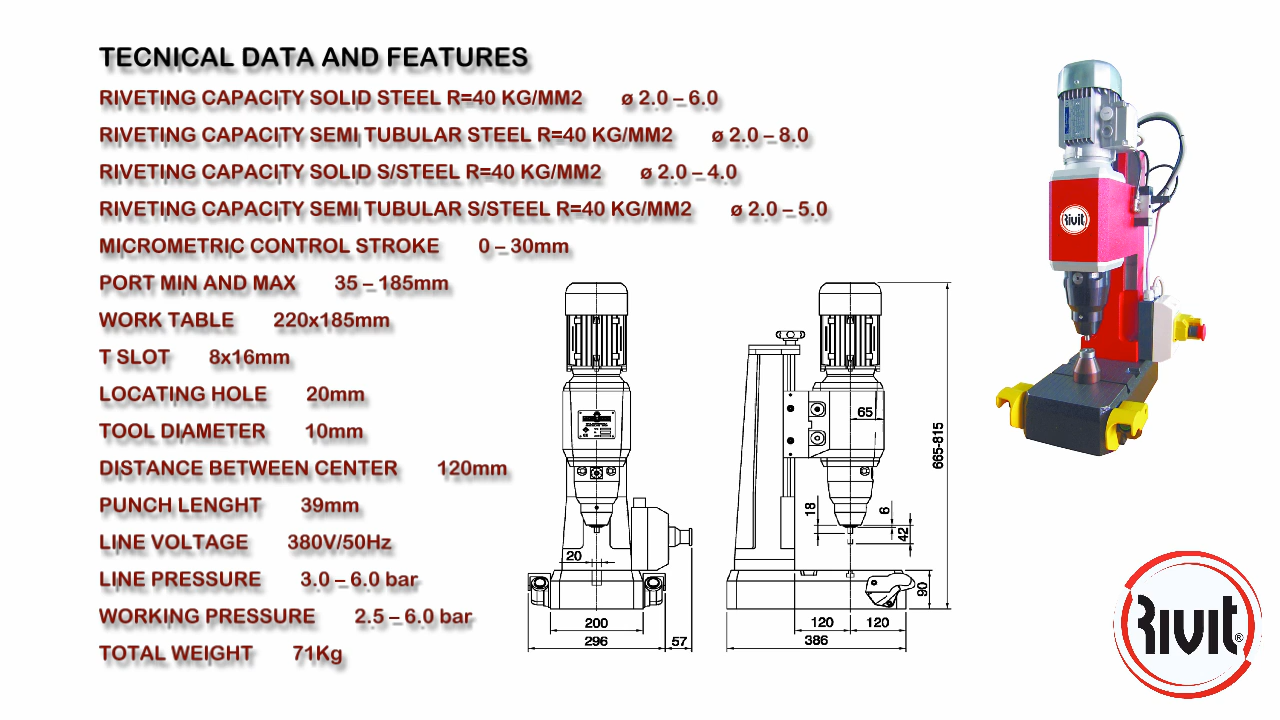 TECNICAL DATA AND FEATURES
RIVETING CAPACITY SOLID STEEL R=40 KG/MM2 ø 2.0 – 6.0
RIVETING CAPACITY SEMI TUBULAR STEEL R=40 KG/MM2 ø 2.0 – 8.0
RIVETING CAPACITY SOLID S/STEEL R=40 KG/MM2 ø 2.0 – 4.0
RIVETING CAPACITY SEMI TUBULAR S/STEEL R=40 KG/MM2 ø 2.0 – 5.0
MICROMETRIC CONTROL STROKE 0 – 30mm
PORT MIN AND MAX 35 – 185mm
WORK TABLE 220x185mm
T SLOT 8x16mm
LOCATING HOLE 20mm
TOOL DIAMETER 10mm
DISTANCE BETWEEN CENTER 120mm
PUNCH LENGHT 39mm
LINE VOLTAGE 380V/50Hz
LINE PRESSURE 3.0 – 6.0 bar
WORKING PRESSURE 2.5 – 6.0 bar
TOTAL WEIGHT 71Kg
20
200
296
57
65
18
6
42
90
120
120
386
665-815
Rivit
Rivit®